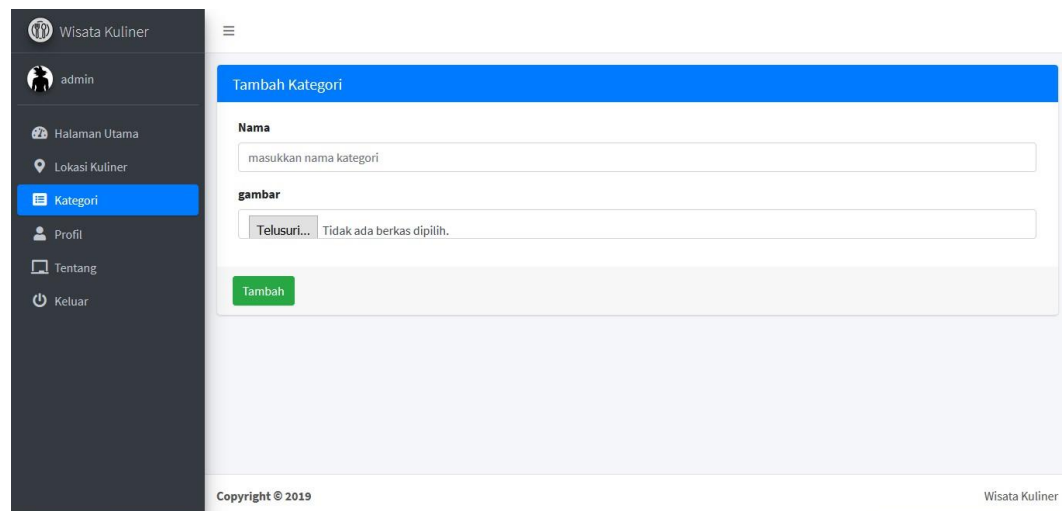 Wisata Kuliner
admin
Halaman Utama
Lokasi Kuliner
Kategori
Profil
Tentang
Keluar
Tambah Kategori
Nama
masukkan nama kategori
gambar
Telusuri... Tidak ada berkas dipilih.
Tambah
Copyright © 2019 Wisata Kuliner